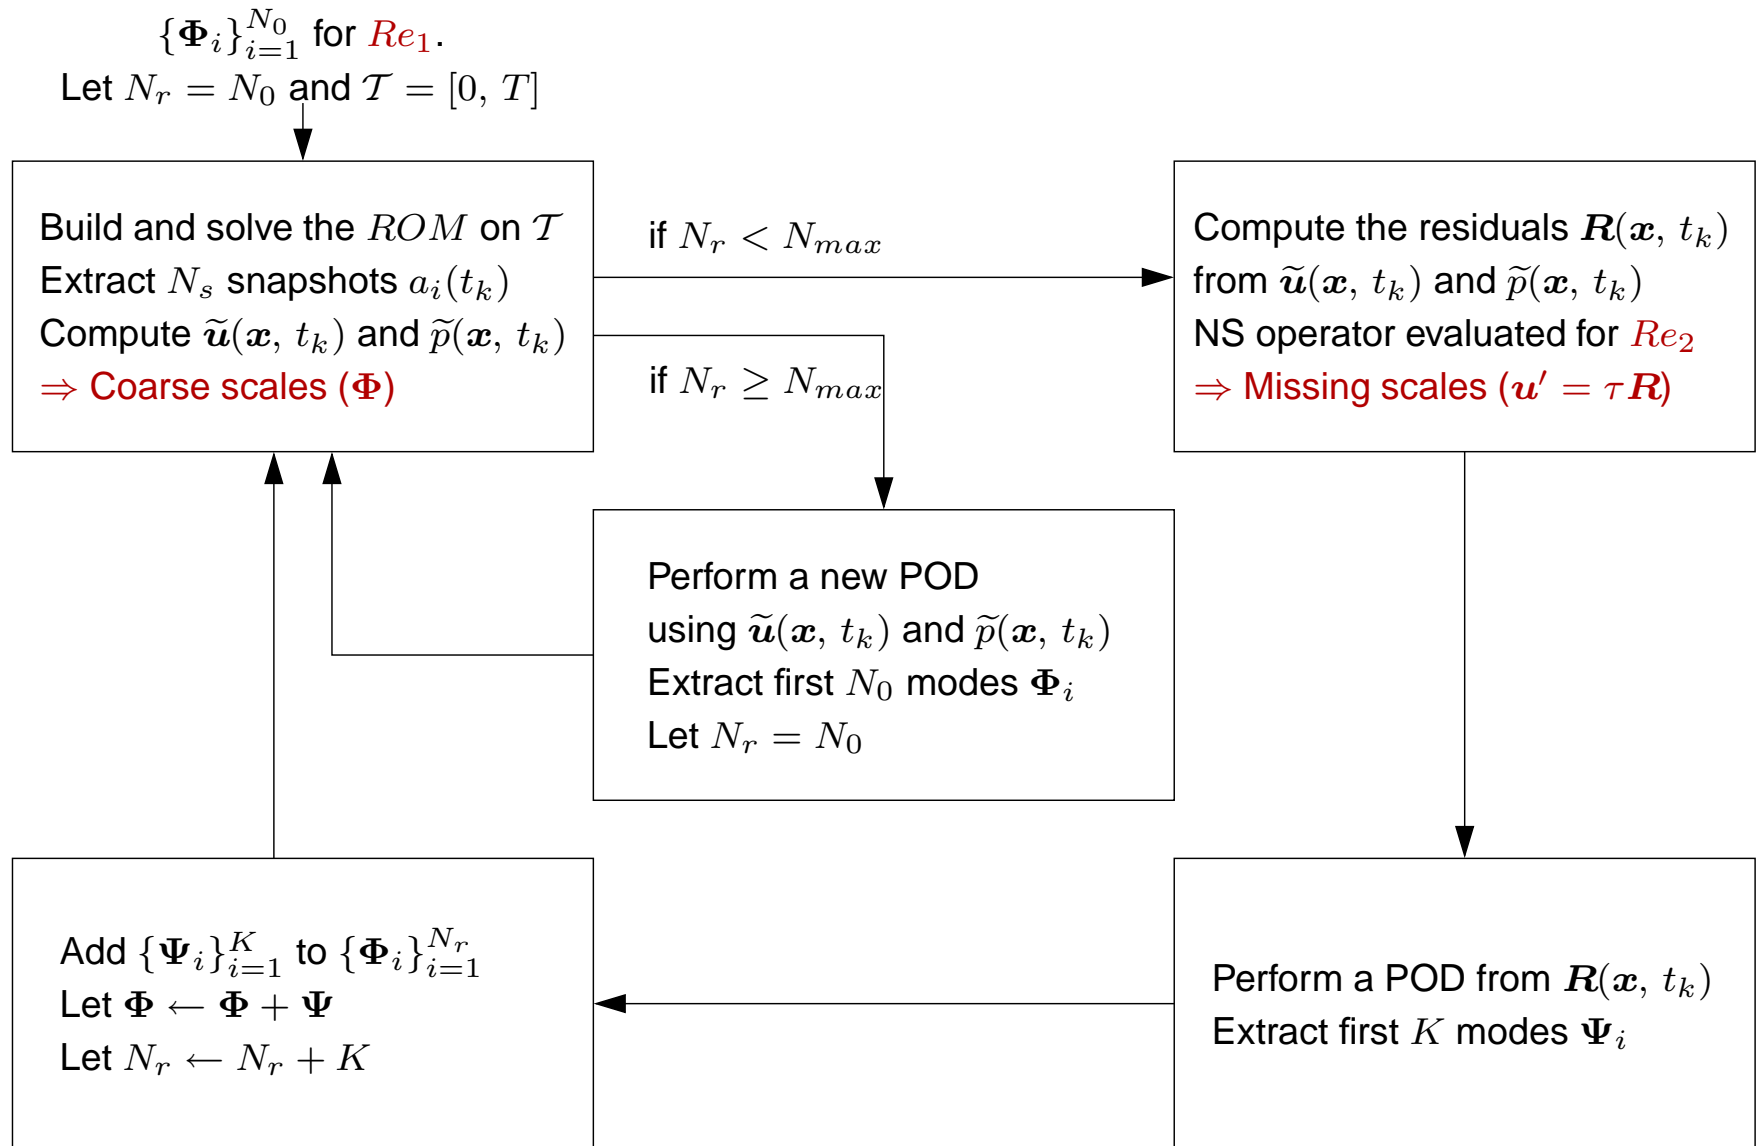 {Φ_i}_{i=1}^{N_0} for Re_1.
Let N_r = N_0 and 𝒯 = [0, T]
Build and solve the ROM on 𝒯
Extract N_s snapshots a_i(t_k)
Compute ũ(x, t_k) and p̃(x, t_k)
⇒ Coarse scales (Φ)
if N_r < N_{max}
if N_r ≥ N_{max}
Compute the residuals R(x, t_k)
from ũ(x, t_k) and p̃(x, t_k)
NS operator evaluated for Re_2
⇒ Missing scales (u′ = τR)
Perform a new POD
using ũ(x, t_k) and p̃(x, t_k)
Extract first N_0 modes Φ_i
Let N_r = N_0
Add {Ψ_i}_{i=1}^{K} to {Φ_i}_{i=1}^{N_r}
Let Φ ← Φ + Ψ
Let N_r ← N_r + K
Perform a POD from R(x, t_k)
Extract first K modes Ψ_i